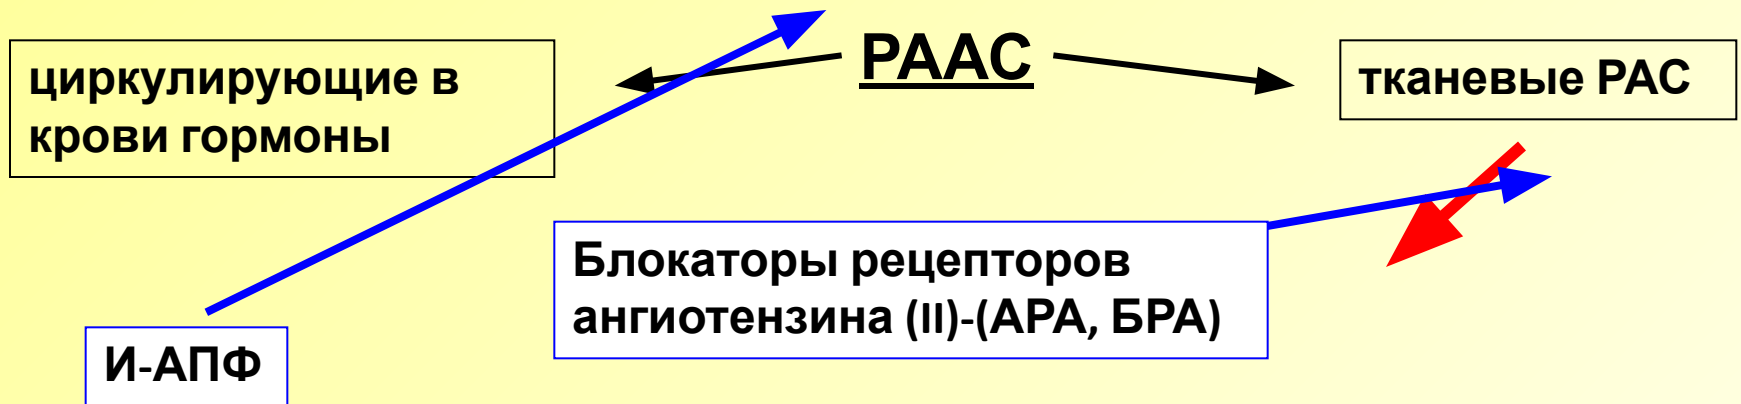 РААС
циркулирующие в
крови гормоны
тканевые РАС
Блокаторы рецепторов
ангиотензина (II)-(АРА, БРА)
И-АПФ